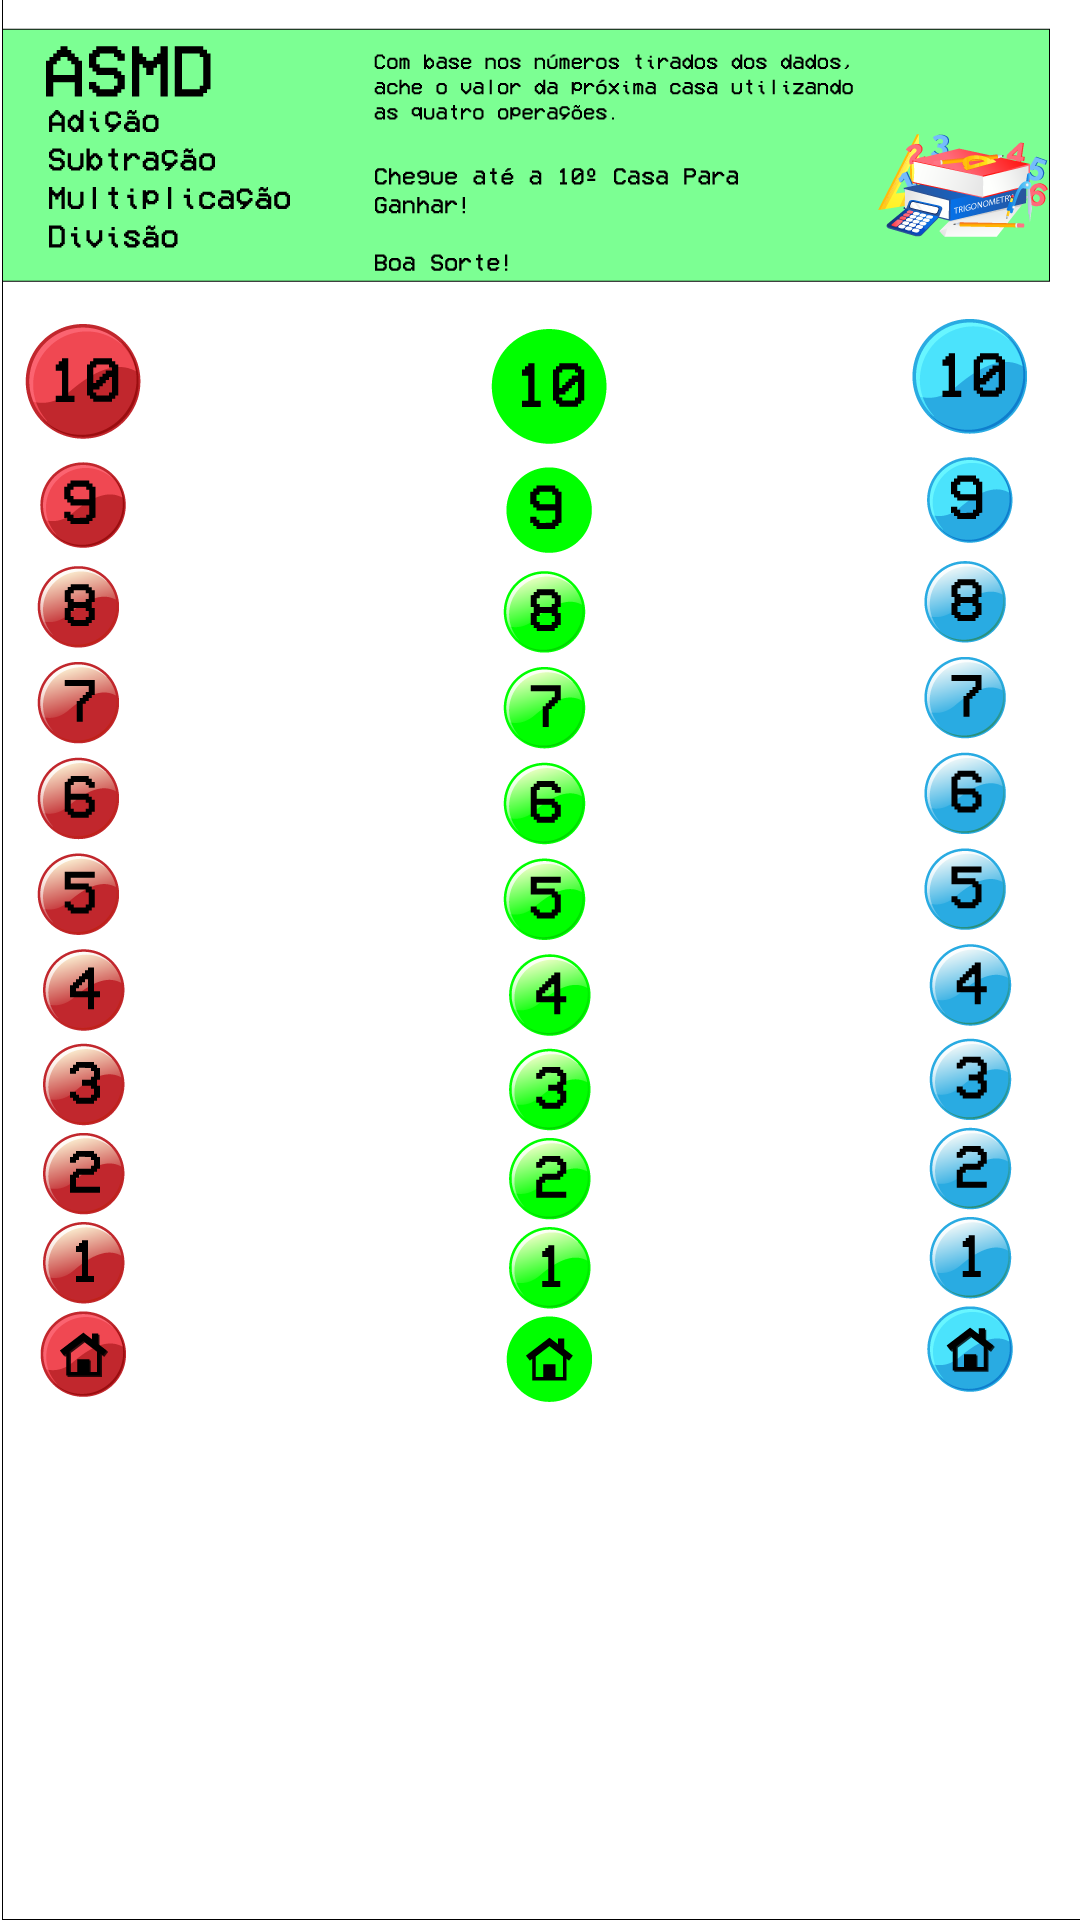 ASMD
Adição
Subtração
Multiplicação
Divisão
Com base nos números tirados dos dados,
ache o valor da próxima casa utilizando
as quatro operações.
Chegue até a 10º Casa Para
Ganhar!
Boa Sorte!
2 3 4 5 6 1
TRIGONOMETRY
10 10 10
9 9 9
8 8 8
7 7 7
6 6 6
5 5 5
4 4 4
3 3 3
2 2 2
1 1 1